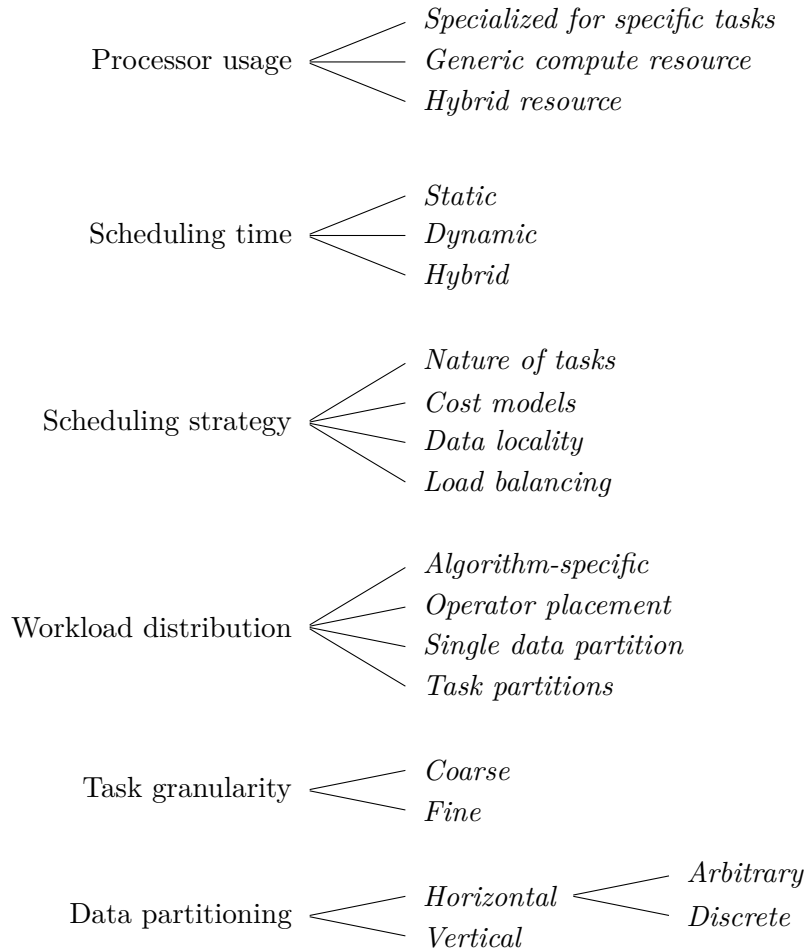 Processor usage
Specialized for specific tasks
Generic compute resource
Hybrid resource
Scheduling time
Static
Dynamic
Hybrid
Scheduling strategy
Nature of tasks
Cost models
Data locality
Load balancing
Workload distribution
Algorithm-specific
Operator placement
Single data partition
Task partitions
Task granularity
Coarse
Fine
Data partitioning
Horizontal
Arbitrary
Discrete
Vertical